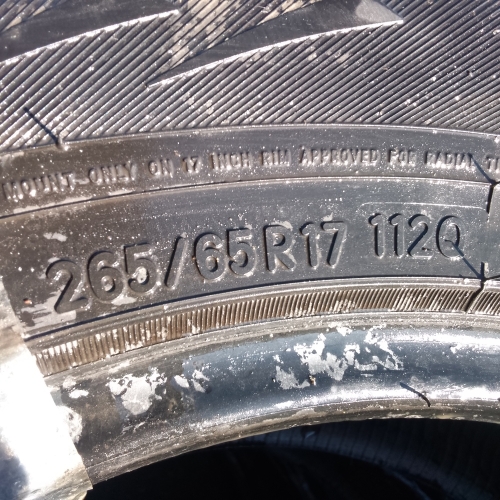 MOUNT ONLY ON 17 INCH RIM APPROVED FOR RADIAL
265/65R17 112Q